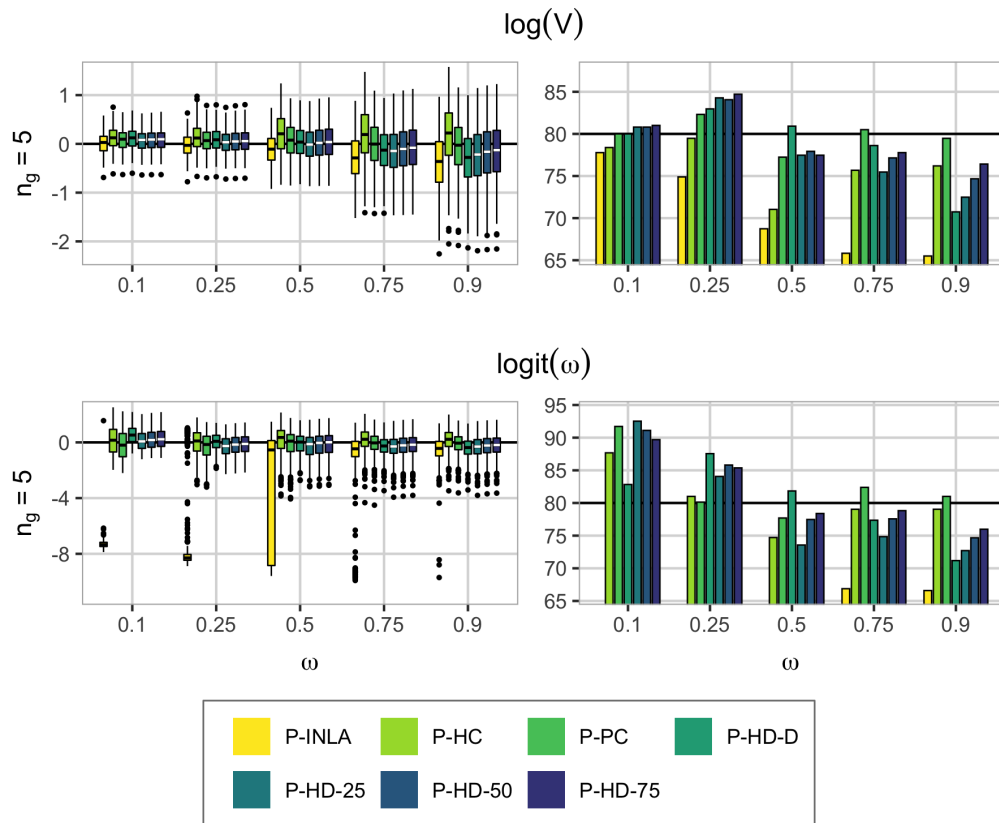 log(V)
n_g = 5
1
0
-1
-2
0.1 0.25 0.5 0.75 0.9
85
80
75
70
65
0.1 0.25 0.5 0.75 0.9
logit(ω)
n_g = 5
0
-4
-8
0.1 0.25 0.5 0.75 0.9
ω
95
90
85
80
75
70
65
0.1 0.25 0.5 0.75 0.9
ω
P-INLA P-HC P-PC P-HD-D
P-HD-25 P-HD-50 P-HD-75